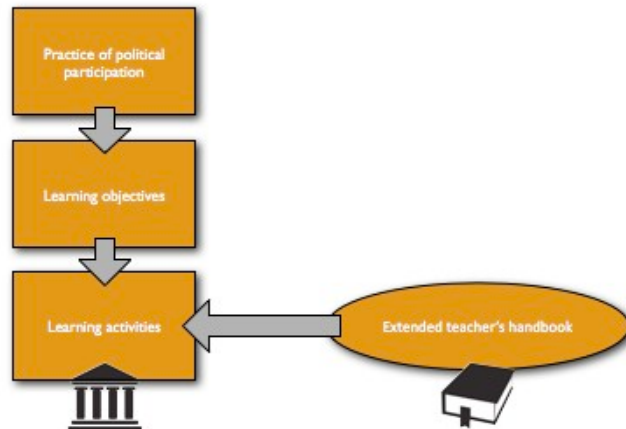 Practice of political
participation
Learning objectives
Learning activities
Extended teacher's handbook